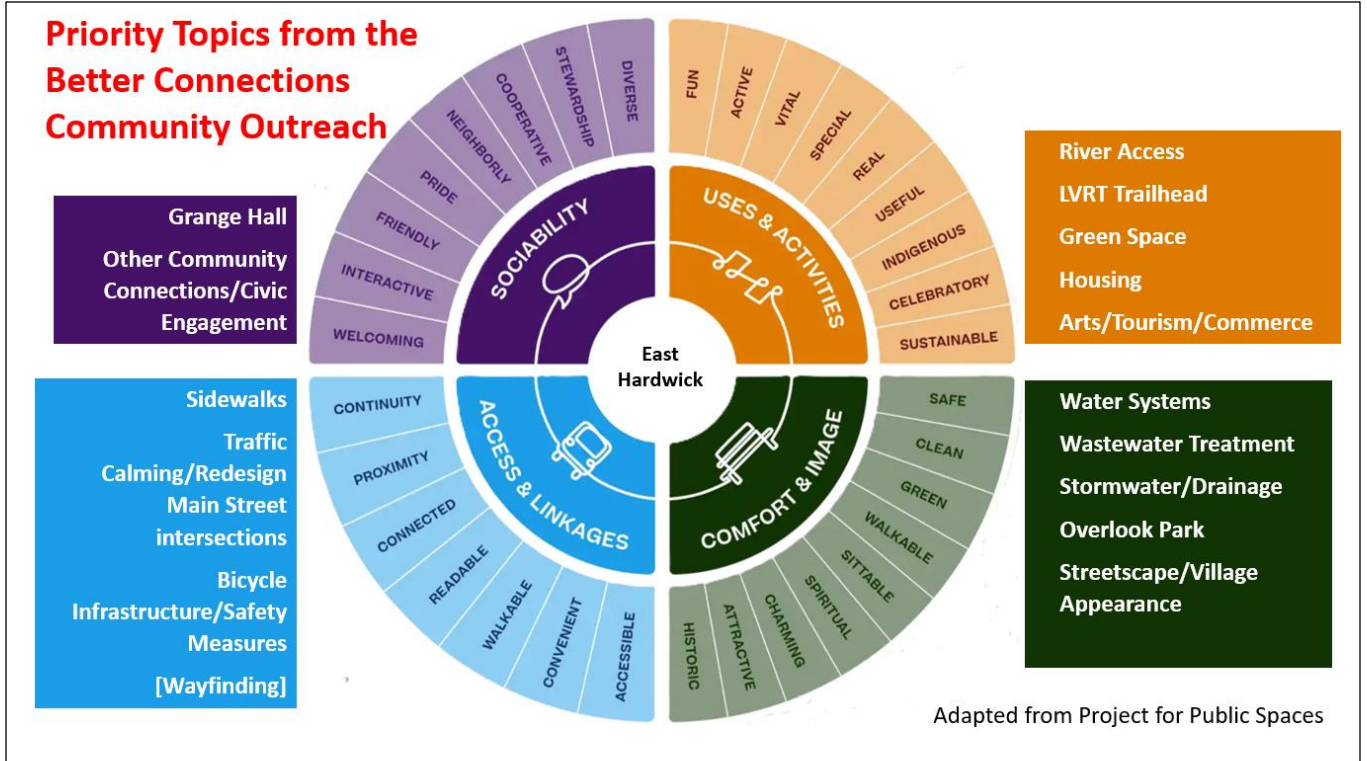 Priority Topics from the
Better Connections
Community Outreach
Grange Hall
Other Community
Connections/Civic
Engagement
Sidewalks
Traffic
Calming/Redesign
Main Street
intersections
Bicycle
Infrastructure/Safety
Measures
[Wayfinding]
SOCIABILITY
WELCOMING
INTERACTIVE
FRIENDLY
PRIDE
NEIGHBORLY
COOPERATIVE
STEWARDSHIP
DIVERSE
USES & ACTIVITIES
FUN
ACTIVE
VITAL
SPECIAL
REAL
USEFUL
INDIGENOUS
CELEBRATORY
SUSTAINABLE
East
Hardwick
ACCESS & LINKAGES
CONTINUITY
PROXIMITY
CONNECTED
READABLE
WALKABLE
CONVENIENT
ACCESSIBLE
COMFORT & IMAGE
SAFE
CLEAN
GREEN
WALKABLE
SITTABLE
SPIRITUAL
CHARMING
ATTRACTIVE
HISTORIC
River Access
LVRT Trailhead
Green Space
Housing
Arts/Tourism/Commerce
Water Systems
Wastewater Treatment
Stormwater/Drainage
Overlook Park
Streetscape/Village
Appearance
Adapted from Project for Public Spaces